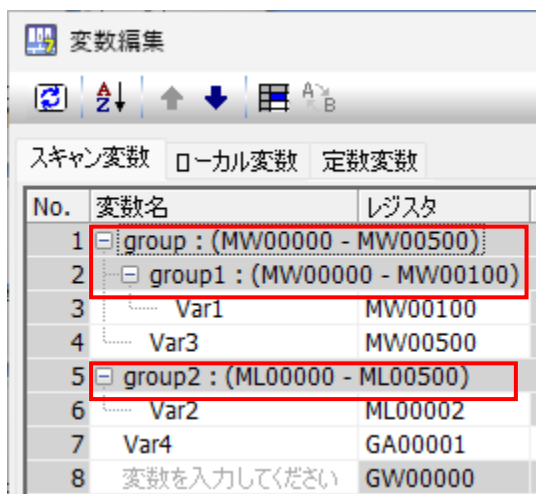 変数編集
スキャン変数 ローカル変数 定数変数
No. 変数名 レジスタ
1 group : (MW00000 - MW00500)
2 group1 : (MW00000 - MW00100)
3 Var1 MW00100
4 Var3 MW00500
5 group2 : (ML00000 - ML00500)
6 Var2 ML00002
7 Var4 GA00001
8 変数を入力してください GW00000